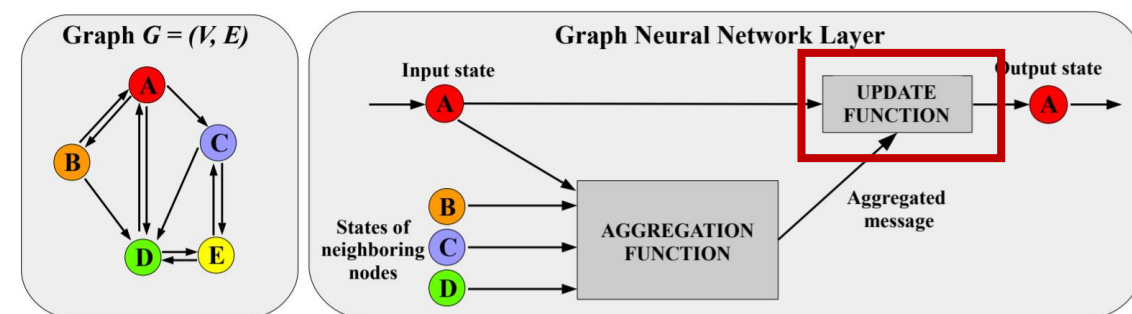 Graph G = (V, E)
A
B
C
D
E
Graph Neural Network Layer
Input state
A
UPDATE
FUNCTION
Output state
A
States of
neighboring
nodes
B
C
D
AGGREGATION
FUNCTION
Aggregated
message